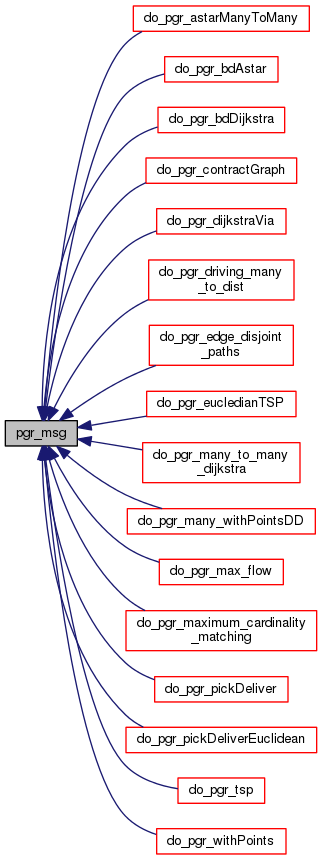 do_pgr_astarManyToMany
do_pgr_bdAstar
do_pgr_bdDijkstra
do_pgr_contractGraph
do_pgr_dijkstraVia
do_pgr_driving_many
_to_dist
do_pgr_edge_disjoint
_paths
do_pgr_eucledianTSP
pgr_msg
do_pgr_many_to_many
_dijkstra
do_pgr_many_withPointsDD
do_pgr_max_flow
do_pgr_maximum_cardinality
_matching
do_pgr_pickDeliver
do_pgr_pickDeliverEuclidean
do_pgr_tsp
do_pgr_withPoints